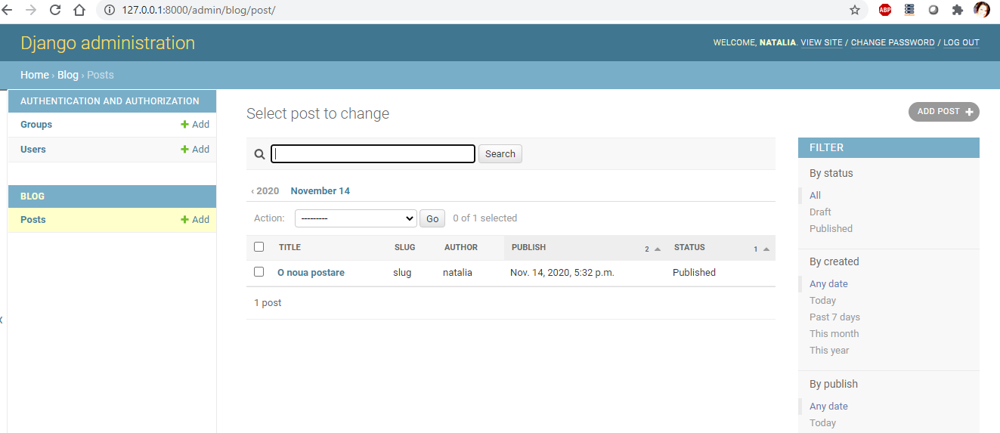 127.0.0.1:8000/admin/blog/post/
ABP
Django administration
WELCOME, NATALIA. VIEW SITE / CHANGE PASSWORD / LOG OUT
Home › Blog › Posts
AUTHENTICATION AND AUTHORIZATION
Groups + Add
Users + Add
BLOG
Posts + Add
Select post to change
ADD POST +
Search
‹ 2020 November 14
Action: --------- Go 0 of 1 selected
TITLE SLUG AUTHOR PUBLISH 2 STATUS 1
O noua postare slug natalia Nov. 14, 2020, 5:32 p.m. Published
1 post
FILTER
By status
All
Draft
Published
By created
Any date
Today
Past 7 days
This month
This year
By publish
Any date
Today